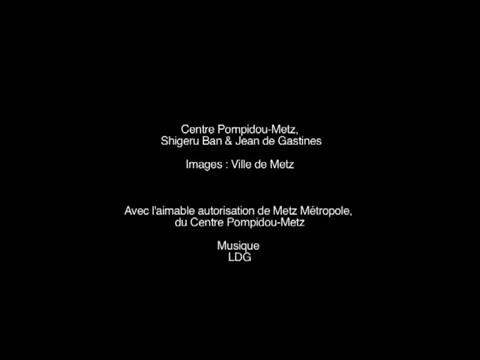 Centre Pompidou-Metz,
Shigeru Ban & Jean de Gastines
Images : Ville de Metz
Avec l'aimable autorisation de Metz Métropole,
du Centre Pompidou-Metz
Musique
LDG